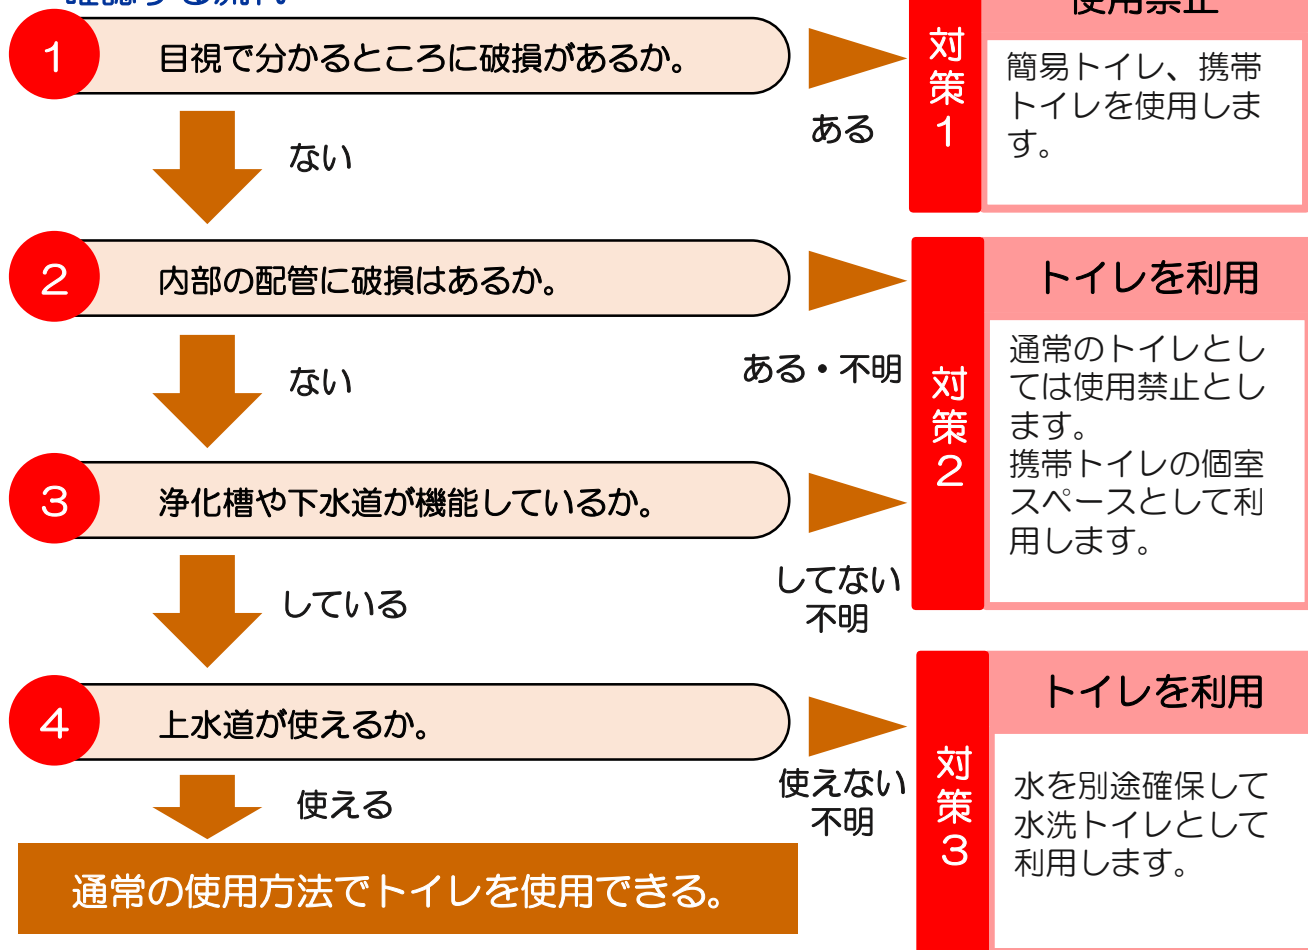 確認する流れ
1
目視で分かるところに破損があるか。
ある
ない
対策1
使用禁止
簡易トイレ、携帯
トイレを使用しま
す。
2
内部の配管に破損はあるか。
ある・不明
ない
対策2
トイレを利用
通常のトイレとし
ては使用禁止とし
ます。
携帯トイレの個室
スペースとして利
用します。
3
浄化槽や下水道が機能しているか。
してない
不明
している
4
上水道が使えるか。
使えない
不明
使える
対策3
トイレを利用
水を別途確保して
水洗トイレとして
利用します。
通常の使用方法でトイレを使用できる。